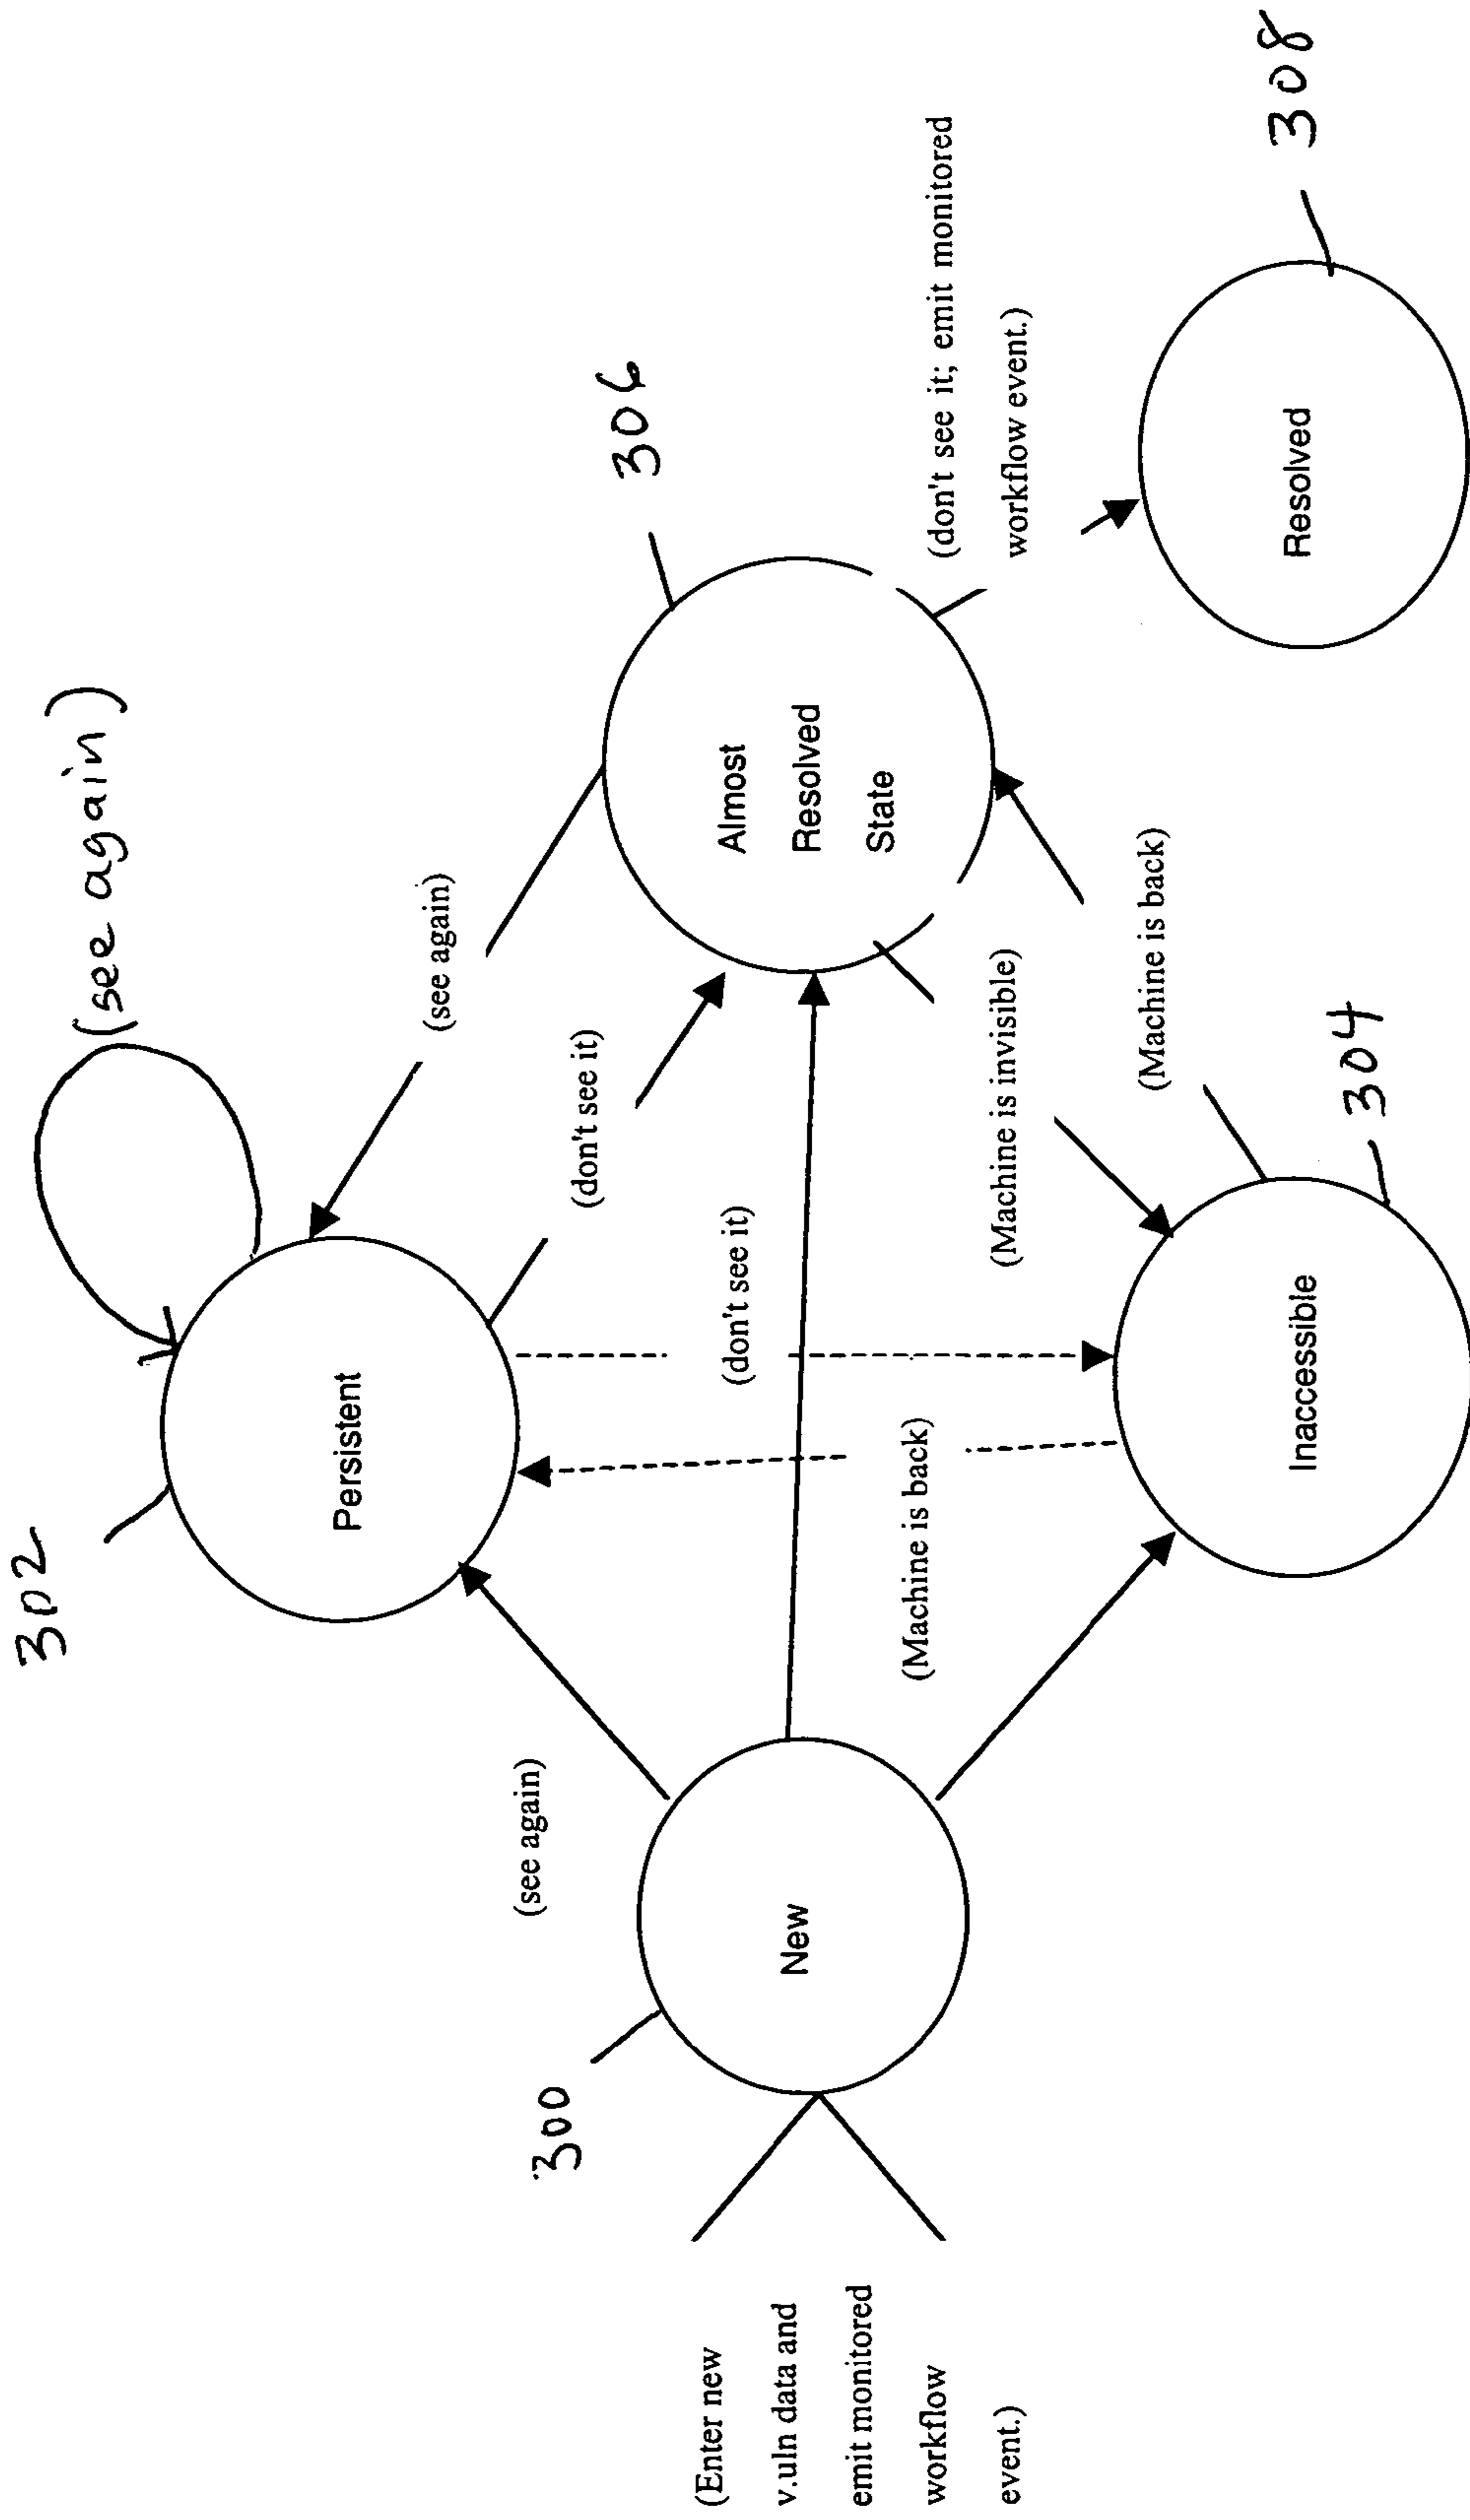 302
(see again)
Persistent
(see again)
306
(see again)
(don't see it)
300
New
(don't see it)
Almost
Resolved
State
(Enter new
v.uln data and
emit monitored
workflow
event.)
(Machine is back)
(Machine is invisible)
(don't see it; emit monitored
workflow event.)
(Machine is back)
Inaccessible
304
Resolved
308